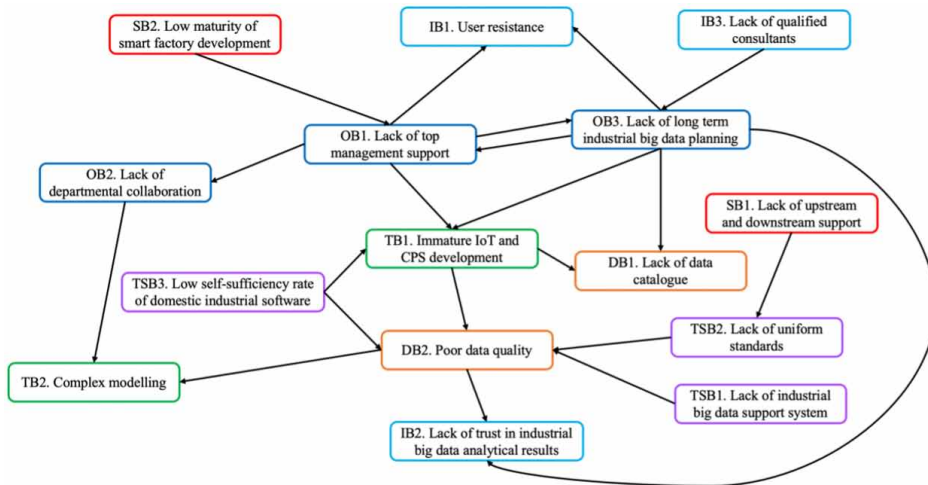 SB2. Low maturity of
smart factory development
IB1. User resistance
IB3. Lack of qualified
consultants
OB1. Lack of top
management support
OB3. Lack of long term
industrial big data planning
OB2. Lack of
departmental collaboration
SB1. Lack of upstream
and downstream support
TB1. Immature IoT and
CPS development
DB1. Lack of data
catalogue
TSB3. Low self-sufficiency rate
of domestic industrial software
TSB2. Lack of uniform
standards
DB2. Poor data quality
TB2. Complex modelling
TSB1. Lack of industrial
big data support system
IB2. Lack of trust in industrial
big data analytical results